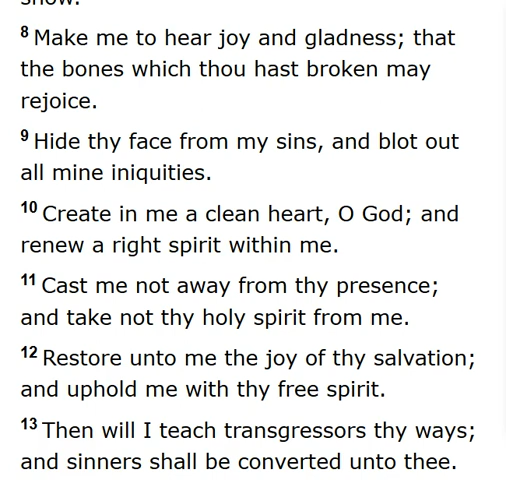 snow.
8 Make me to hear joy and gladness; that
the bones which thou hast broken may
rejoice.
9 Hide thy face from my sins, and blot out
all mine iniquities.
10 Create in me a clean heart, O God; and
renew a right spirit within me.
11 Cast me not away from thy presence;
and take not thy holy spirit from me.
12 Restore unto me the joy of thy salvation;
and uphold me with thy free spirit.
13 Then will I teach transgressors thy ways;
and sinners shall be converted unto thee.